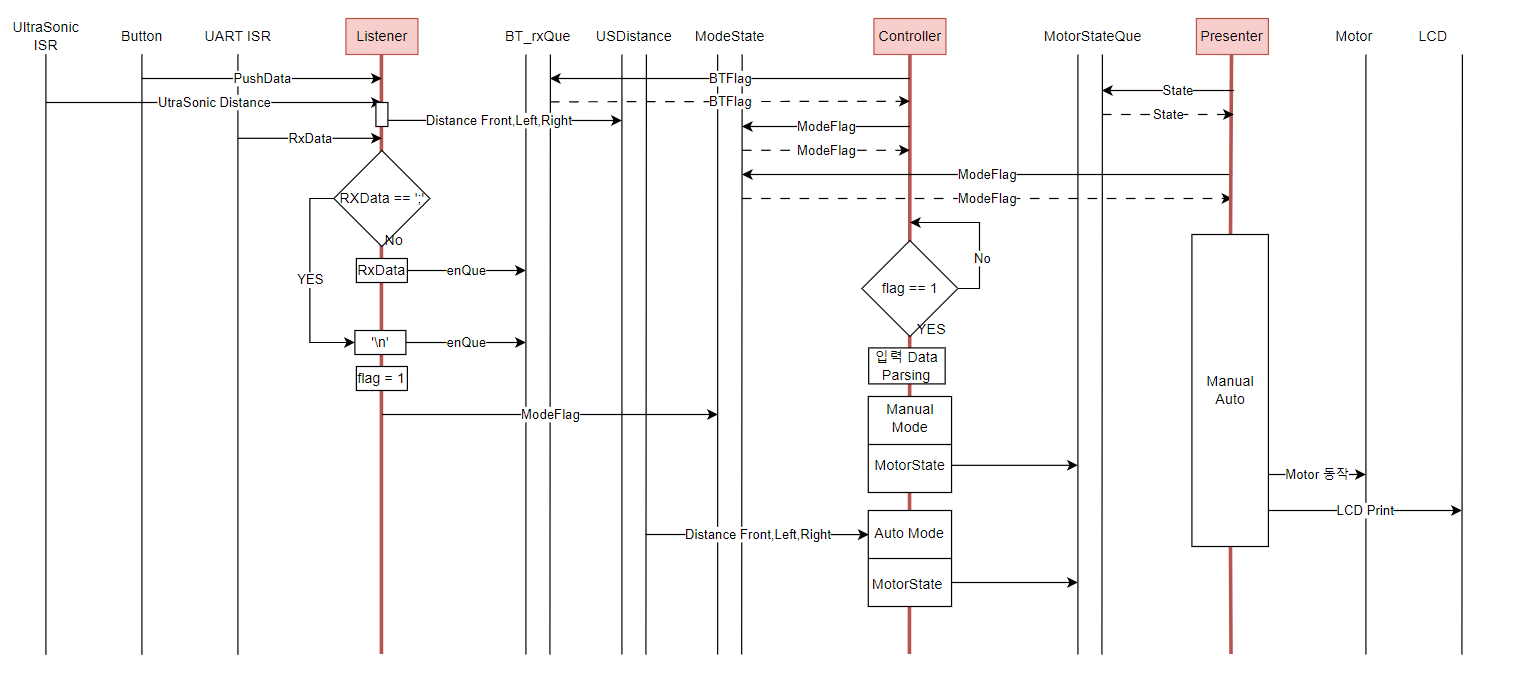 UltraSonic
ISR
Button
UART ISR
Listener
BT_rxQue
USDistance
ModeState
Controller
MotorStateQue
Presenter
Motor
LCD
PushData
BTFlag
State
UtraSonic Distance
BTFlag
State
Distance Front,Left,Right
ModeFlag
RxData
ModeFlag
ModeFlag
RXData == ';'
ModeFlag
No
No
RxData
enQue
YES
flag == 1
YES
'\n'
enQue
입력 Data
Parsing
flag = 1
Manual
Auto
ModeFlag
Manual
Mode
MotorState
Motor 동작
LCD Print
Distance Front,Left,Right
Auto Mode
MotorState